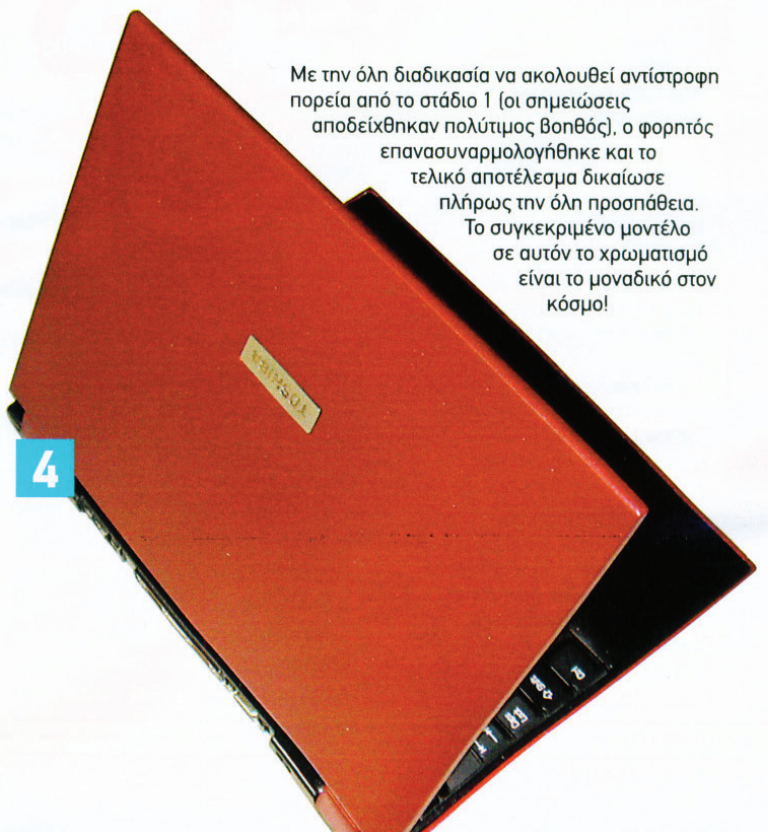 Με την όλη διαδικασία να ακολουθεί αντίστροφη
πορεία από το στάδιο 1 (οι σημειώσεις
αποδείχθηκαν πολύτιμος βοηθός), ο φορητός
επανασυναρμολογήθηκε και το
τελικό αποτέλεσμα δικαίωσε
πλήρως την όλη προσπάθεια.
Το συγκεκριμένο μοντέλο
σε αυτόν το χρωματισμό
είναι το μοναδικό στον
κόσμο!
TOSHIBA
4